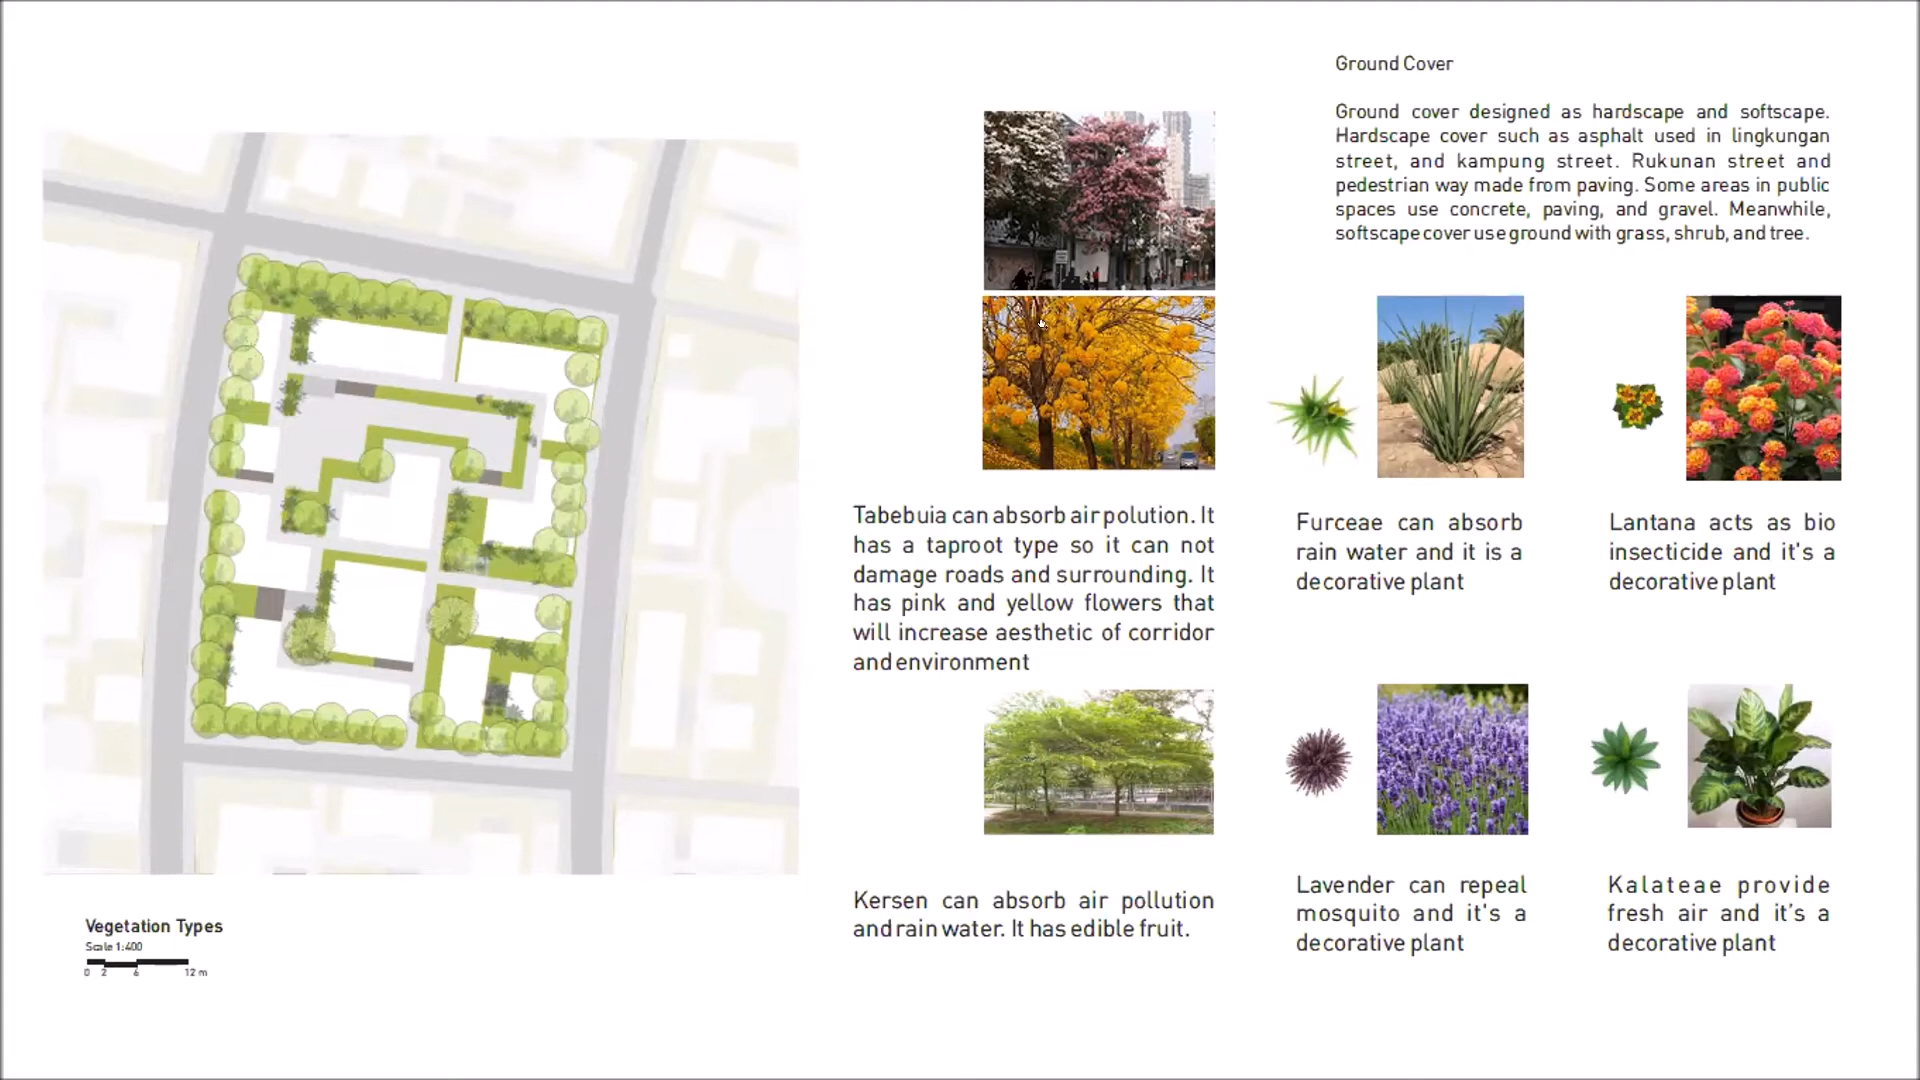 Ground Cover
Ground cover designed as hardscape and softscape.
Hardscape cover such as asphalt used in lingkungan
street, and kampung street. Rukunan street and
pedestrian way made from paving. Some areas in public
spaces use concrete, paving, and gravel. Meanwhile,
softscape cover use ground with grass, shrub, and tree.
Tabebuia can absorb air polution. It
has a taproot type so it can not
damage roads and surrounding. It
has pink and yellow flowers that
will increase aesthetic of corridor
and environment
Furceae can absorb
rain water and it is a
decorative plant
Lantana acts as bio
insecticide and it's a
decorative plant
Kersen can absorb air pollution
and rain water. It has edible fruit.
Lavender can repeal
mosquito and it's a
decorative plant
Kalateae provide
fresh air and it's a
decorative plant
Vegetation Types
Scale 1:400
0 2 6 12 m